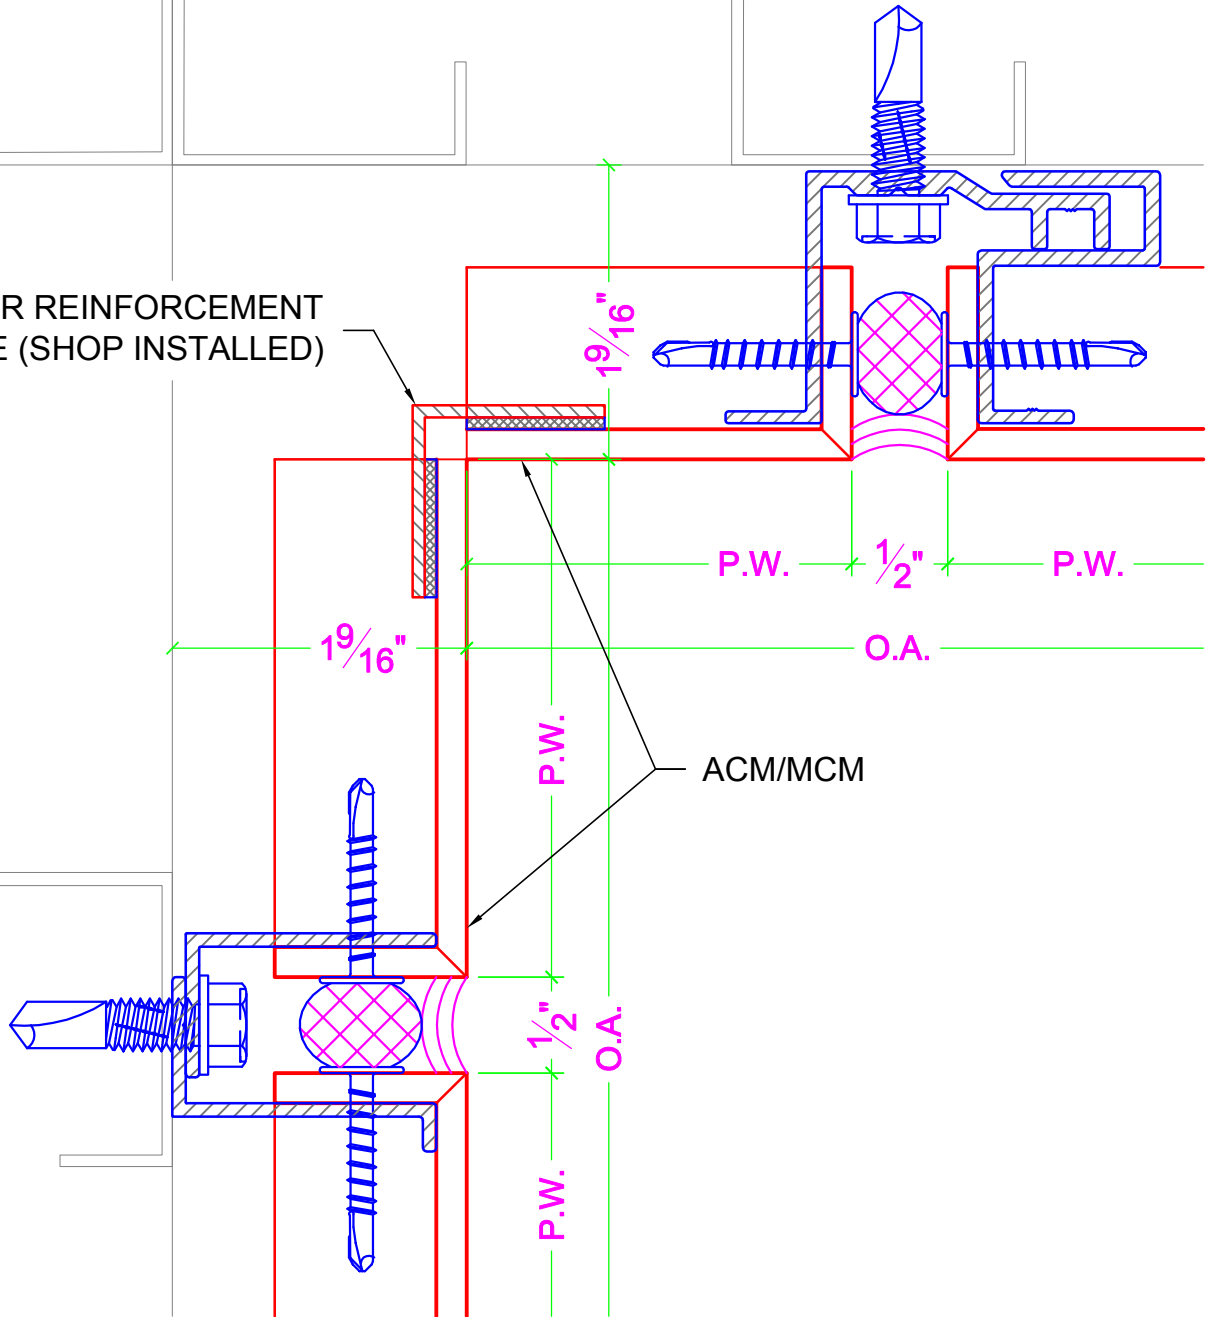 R REINFORCEMENT
E (SHOP INSTALLED)
1 9/16"
P.W.
1/2"
P.W.
1 9/16"
O.A.
P.W.
ACM/MCM
1/2"
O.A.
P.W.